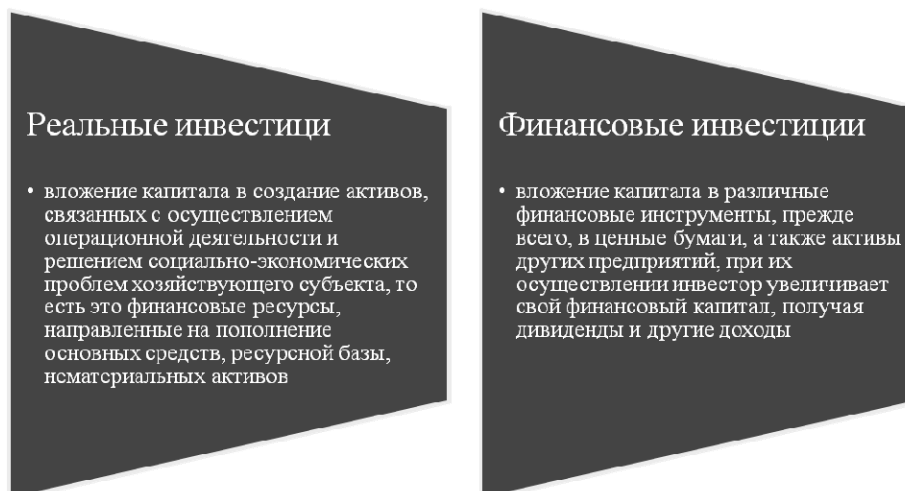 Реальные инвестици
• вложение капитала в создание активов,
связанных с осуществлением
операционной деятельности и
решением социально-экономических
проблем хозяйствующего субъекта, то
есть это финансовые ресурсы,
направленные на пополнение
основных средств, ресурсной базы,
нематериальных активов
Финансовые инвестиции
• вложение капитала в различные
финансовые инструменты, прежде
всего, в ценные бумаги, а также активы
других предприятий, при их
осуществлении инвестор увеличивает
свой финансовый капитал, получая
дивиденды и другие доходы